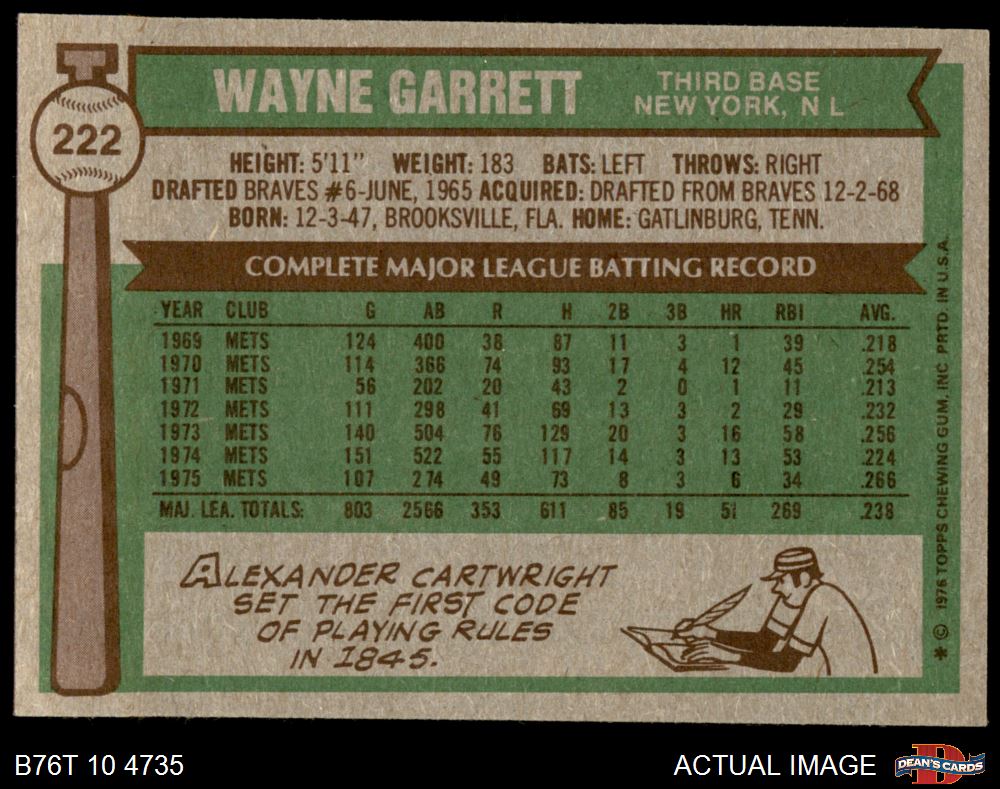 WAYNE GARRETT
THIRD BASE
NEW YORK, N L
222
HEIGHT: 5'11" WEIGHT: 183 BATS: LEFT THROWS: RIGHT
DRAFTED BRAVES #6-JUNE, 1965 ACQUIRED: DRAFTED FROM BRAVES 12-2-68
BORN: 12-3-47, BROOKSVILLE, FLA. HOME: GATLINBURG, TENN.
COMPLETE MAJOR LEAGUE BATTING RECORD
YEAR CLUB G AB R H 2B 3B HR RBI AVG.
1969 METS 124 400 38 87 11 3 1 39 .218
1970 METS 114 366 74 93 17 4 12 45 .254
1971 METS 56 202 20 43 2 0 1 11 .213
1972 METS 111 298 41 69 13 3 2 29 .232
1973 METS 140 504 76 129 20 3 16 58 .256
1974 METS 151 522 55 117 14 3 13 53 .224
1975 METS 107 274 49 73 8 3 6 34 .266
MAJ. LEA. TOTALS: 803 2566 353 611 85 19 51 269 .238
ALEXANDER CARTWRIGHT
SET THE FIRST CODE
OF PLAYING RULES
IN 1845.
* © 1976 TOPPS CHEWING GUM, INC PRTD. IN U.S.A.
B76T 10 4735
ACTUAL IMAGE
D
DEAN'S CARDS